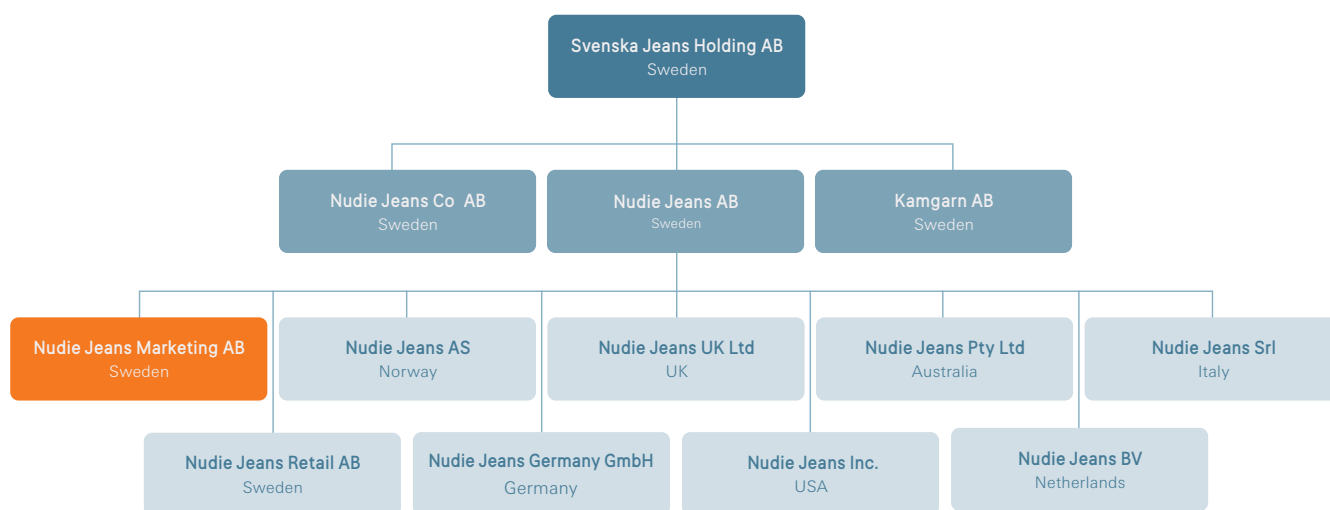 Svenska Jeans Holding AB
Sweden
Nudie Jeans Co AB
Sweden
Nudie Jeans AB
Sweden
Kamgarn AB
Sweden
Nudie Jeans Marketing AB
Sweden
Nudie Jeans AS
Norway
Nudie Jeans UK Ltd
UK
Nudie Jeans Pty Ltd
Australia
Nudie Jeans Srl
Italy
Nudie Jeans Retail AB
Sweden
Nudie Jeans Germany GmbH
Germany
Nudie Jeans Inc.
USA
Nudie Jeans BV
Netherlands